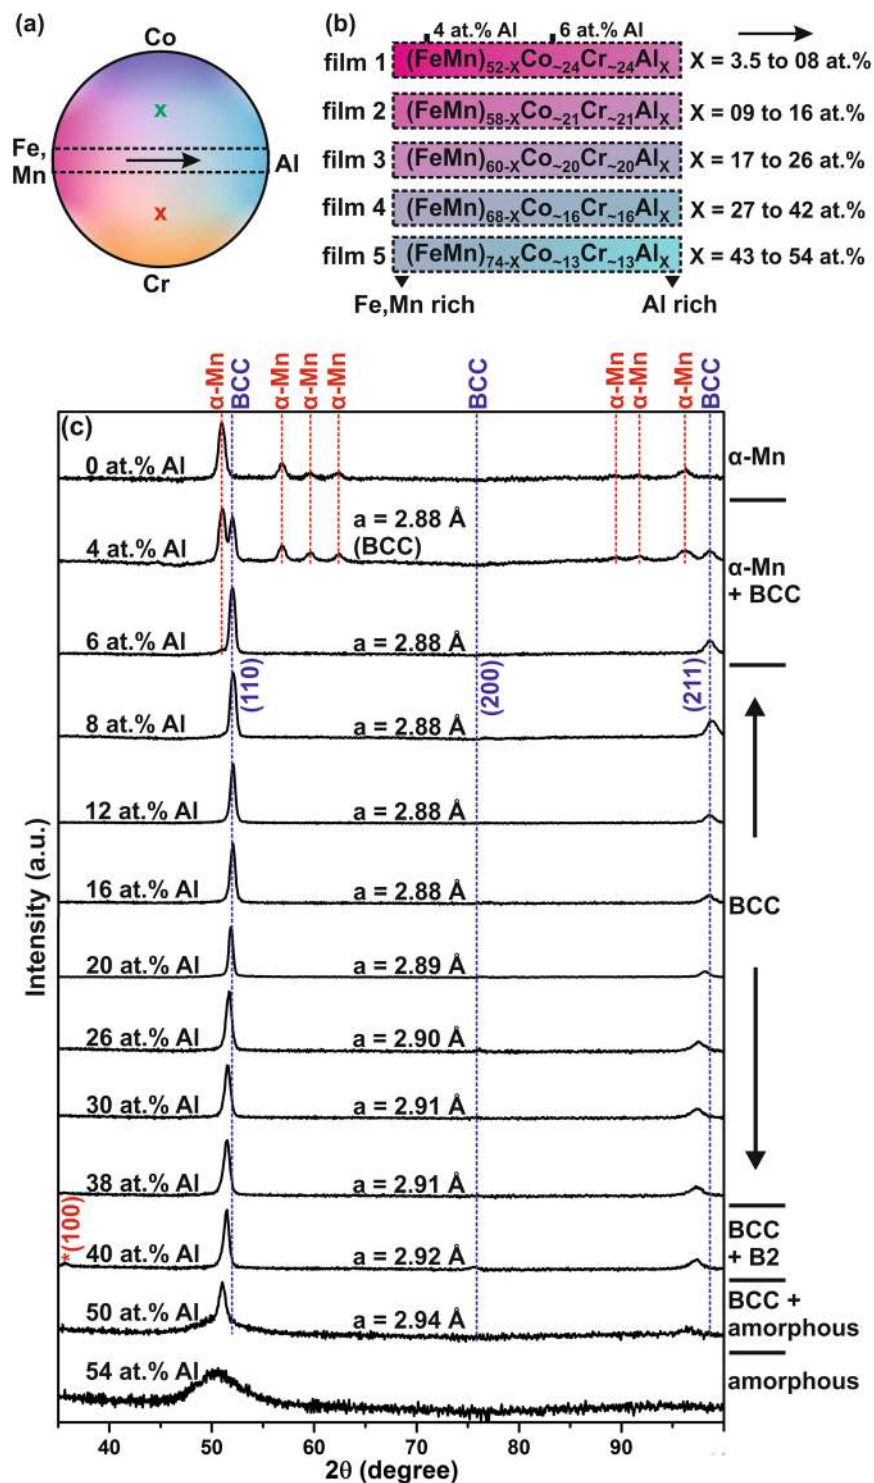 (a)
Co
x
Fe,
Mn
Al
x
Cr
(b)
4 at.% Al 6 at.% Al
film 1 (FeMn)52-XCo~24Cr~24AlX X = 3.5 to 08 at.%
film 2 (FeMn)58-XCo~21Cr~21AlX X = 09 to 16 at.%
film 3 (FeMn)60-XCo~20Cr~20AlX X = 17 to 26 at.%
film 4 (FeMn)68-XCo~16Cr~16AlX X = 27 to 42 at.%
film 5 (FeMn)74-XCo~13Cr~13AlX X = 43 to 54 at.%
Fe,Mn rich Al rich
α-Mn BCC α-Mn α-Mn α-Mn BCC α-Mn α-Mn α-Mn BCC
(c)
0 at.% Al α-Mn
4 at.% Al a = 2.88 Å
(BCC)
α-Mn
+ BCC
6 at.% Al a = 2.88 Å
(110) (200) (211)
8 at.% Al a = 2.88 Å
12 at.% Al a = 2.88 Å
16 at.% Al a = 2.88 Å BCC
20 at.% Al a = 2.89 Å
26 at.% Al a = 2.90 Å
30 at.% Al a = 2.91 Å
38 at.% Al a = 2.91 Å
*(100)
40 at.% Al a = 2.92 Å
BCC
+ B2
50 at.% Al a = 2.94 Å
BCC +
amorphous
54 at.% Al amorphous
Intensity (a.u.)
40 50 60 70 80 90
2θ (degree)